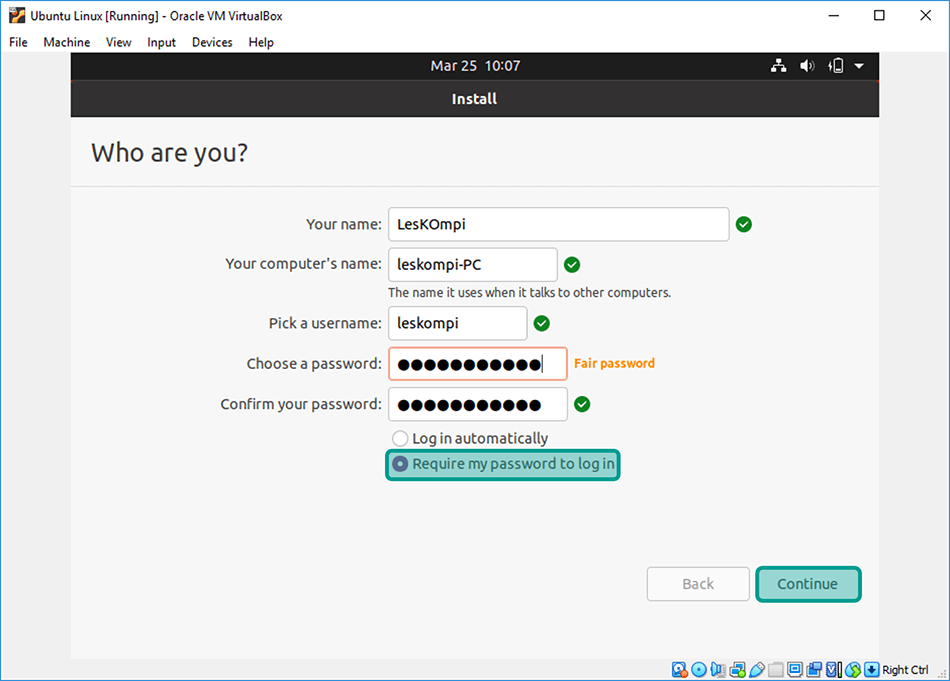 Ubuntu Linux [Running] - Oracle VM VirtualBox
File Machine View Input Devices Help
Mar 25 10:07
Install
Who are you?
Your name: LesKOmpi
Your computer's name: leskompi-PC
The name it uses when it talks to other computers.
Pick a username: leskompi
Choose a password: ●●●●●●●●●●● Fair password
Confirm your password: ●●●●●●●●●●●
Log in automatically
Require my password to log in
Back Continue
Right Ctrl